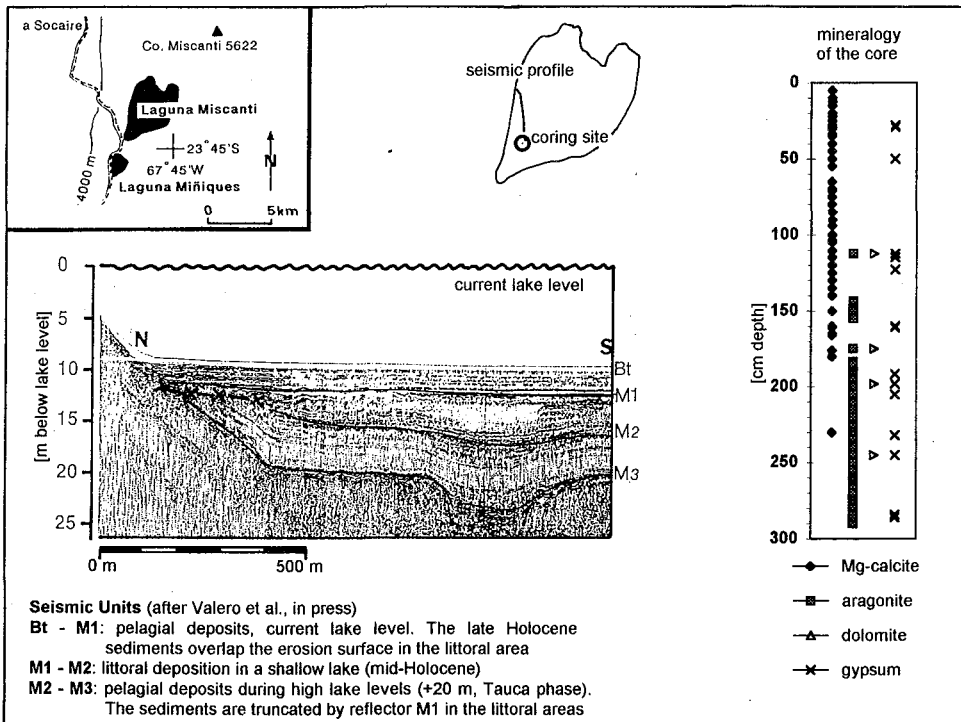 a Socaire
Co. Miscanti 5622
Laguna Miscanti
23°45'S
67°45'W
N
4000 m
Laguna Miñiques
0 5km
seismic profile
coring site
mineralogy
of the core
0
50
100
150
200
250
300
[cm depth]
Mg-calcite
aragonite
dolomite
gypsum
0
5
10
15
20
25
[m below lake level]
current lake level
N
S
Bt
M1
M2
M3
0 m 500 m
Seismic Units (after Valero et al., in press)
Bt - M1: pelagial deposits, current lake level. The late Holocene
sediments overlap the erosion surface in the littoral area
M1 - M2: littoral deposition in a shallow lake (mid-Holocene)
M2 - M3: pelagial deposits during high lake levels (+20 m, Tauca phase).
The sediments are truncated by reflector M1 in the littoral areas